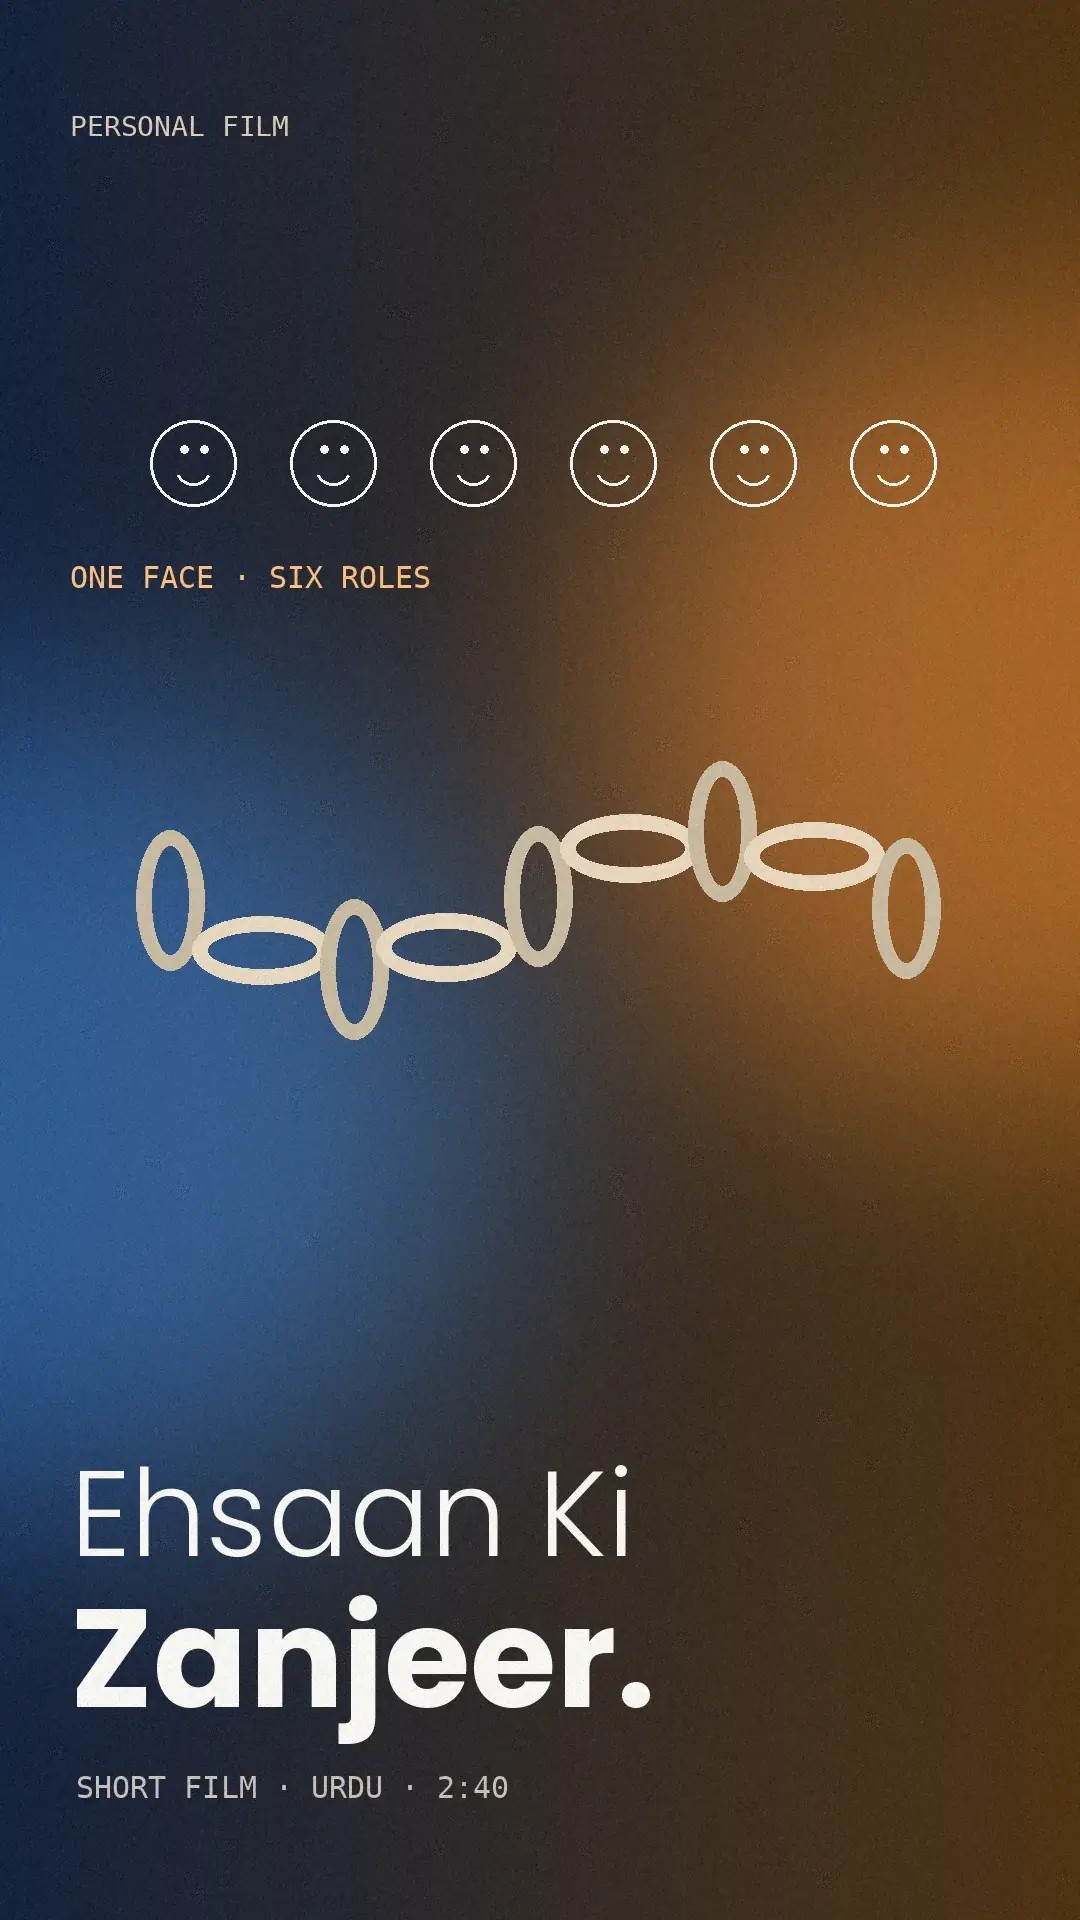 PERSONAL FILM
ONE FACE · SIX ROLES
Ehsaan Ki
Zanjeer.
SHORT FILM · URDU · 2:40